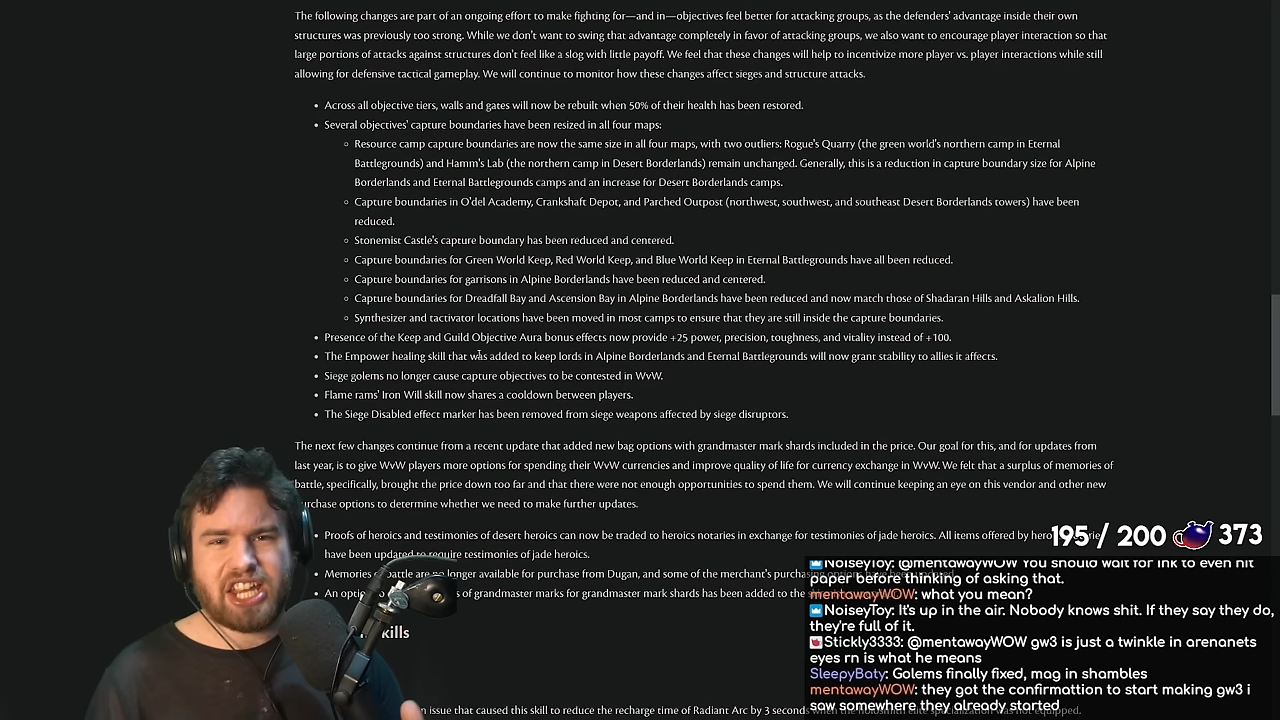 The following changes are part of an ongoing effort to make fighting for—and in—objectives feel better for attacking groups, as the defenders' advantage inside their own
structures was previously too strong. While we don't want to swing that advantage completely in favor of attacking groups, we also want to encourage player interaction so that
large portions of attacks against structures don't feel like a slog with little payoff. We feel that these changes will help to incentivize more player vs. player interactions while still
allowing for defensive tactical gameplay. We will continue to monitor how these changes affect sieges and structure attacks.
• Across all objective tiers, walls and gates will now be rebuilt when 50% of their health has been restored.
• Several objectives' capture boundaries have been resized in all four maps:
◦ Resource camp capture boundaries are now the same size in all four maps, with two outliers: Rogue's Quarry (the green world's northern camp in Eternal
Battlegrounds) and Hamm's Lab (the northern camp in Desert Borderlands) remain unchanged. Generally, this is a reduction in capture boundary size for Alpine
Borderlands and Eternal Battlegrounds camps and an increase for Desert Borderlands camps.
◦ Capture boundaries in O'del Academy, Crankshaft Depot, and Parched Outpost (northwest, southwest, and southeast Desert Borderlands towers) have been
reduced.
◦ Stonemist Castle's capture boundary has been reduced and centered.
◦ Capture boundaries for Green World Keep, Red World Keep, and Blue World Keep in Eternal Battlegrounds have all been reduced.
◦ Capture boundaries for garrisons in Alpine Borderlands have been reduced and centered.
◦ Capture boundaries for Dreadfall Bay and Ascension Bay in Alpine Borderlands have been reduced and now match those of Shadaran Hills and Askalion Hills.
◦ Synthesizer and tactivator locations have been moved in most camps to ensure that they are still inside the capture boundaries.
• Presence of the Keep and Guild Objective Aura bonus effects now provide +25 power, precision, toughness, and vitality instead of +100.
• The Empower healing skill that was added to keep lords in Alpine Borderlands and Eternal Battlegrounds will now grant stability to allies it affects.
• Siege golems no longer cause capture objectives to be contested in WvW.
• Flame rams' Iron Will skill now shares a cooldown between players.
• The Siege Disabled effect marker has been removed from siege weapons affected by siege disruptors.
The next few changes continue from a recent update that added new bag options with grandmaster mark shards included in the price. Our goal for this, and for updates from
last year, is to give WvW players more options for spending their WvW currencies and improve quality of life for currency exchange in WvW. We felt that a surplus of memories of
battle, specifically, brought the price down too far and that there were not enough opportunities to spend them. We will continue keeping an eye on this vendor and other new
purchase options to determine whether we need to make further updates.
Proofs of heroics and testimonies of desert heroics can now be traded to heroics notaries in exchange for testimonies of jade heroics. All items offered by
have been updated to require testimonies of jade heroics.
Memories of battle are no longer available for purchase from Dugan, and some of the merchant's
An of grandmaster marks for grandmaster mark shards has been added to the
kills
n issue that caused this skill to reduce the recharge time of Radiant Arc by 3 seconds when the holosmith elite specialization was not equipped.
195 / 200 373
NoiseyToy: @mentawayWOW You should wait for ink to even hit
paper before thinking of asking that.
mentawayWOW: what you mean?
NoiseyToy: It's up in the air. Nobody knows shit. If they say they do,
they're full of it.
Stickly3333: @mentawayWOW gw3 is just a twinkle in arenanets
eyes rn is what he means
SleepyBaty: Golems finally fixed, mag in shambles
mentawayWOW: they got the confirmattion to start making gw3 i
saw somewhere they already started